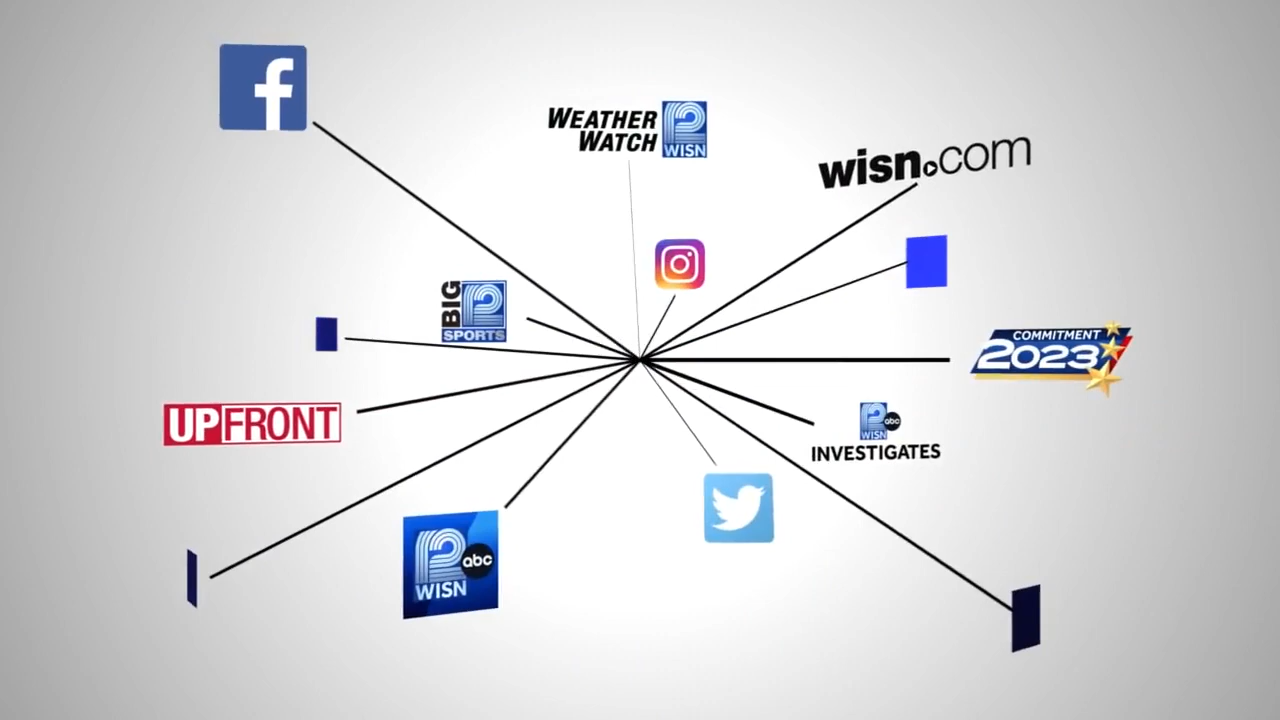 f
WEATHER
WATCH
12
WISN
wisn.com
BIG
12
SPORTS
COMMITMENT
2023
UPFRONT
12
WISN
abc
INVESTIGATES
12
abc
WISN